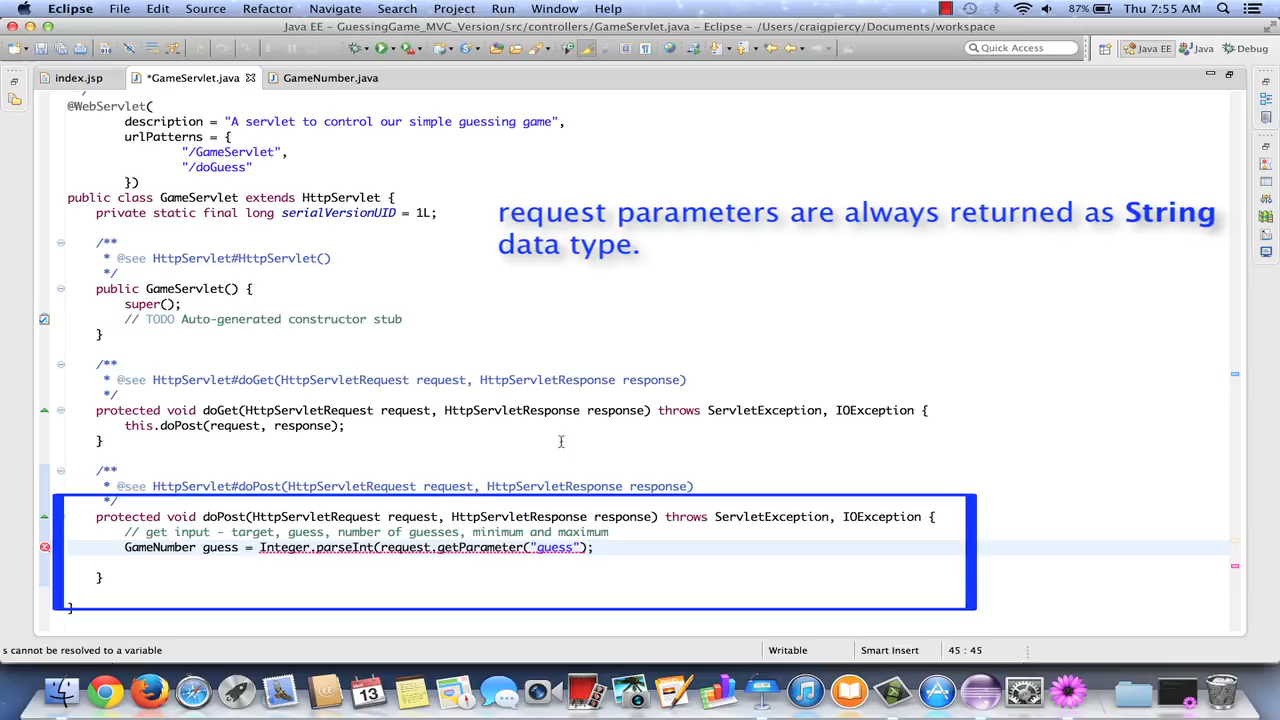 Eclipse File Edit Source Refactor Navigate Search Project Run Window Help 87% Thu 7:55 AM
Java EE – GuessingGame_MVC_Version/src/controllers/GameServlet.java – Eclipse – /Users/craigpiercy/Documents/workspace
Quick Access Java EE Java Debug
index.jsp *GameServlet.java GameNumber.java
*/
@WebServlet(
description = "A servlet to control our simple guessing game",
urlPatterns = {
"/GameServlet",
"/doGuess"
})
public class GameServlet extends HttpServlet {
private static final long serialVersionUID = 1L;
request parameters are always returned as String
data type.
/**
* @see HttpServlet#HttpServlet()
*/
public GameServlet() {
super();
// TODO Auto-generated constructor stub
}
/**
* @see HttpServlet#doGet(HttpServletRequest request, HttpServletResponse response)
*/
protected void doGet(HttpServletRequest request, HttpServletResponse response) throws ServletException, IOException {
this.doPost(request, response);
}
/**
* @see HttpServlet#doPost(HttpServletRequest request, HttpServletResponse response)
*/
protected void doPost(HttpServletRequest request, HttpServletResponse response) throws ServletException, IOException {
// get input - target, guess, number of guesses, minimum and maximum
GameNumber guess = Integer.parseInt(request.getParameter("guess");
}
}
s cannot be resolved to a variable Writable Smart Insert 45 : 45
13